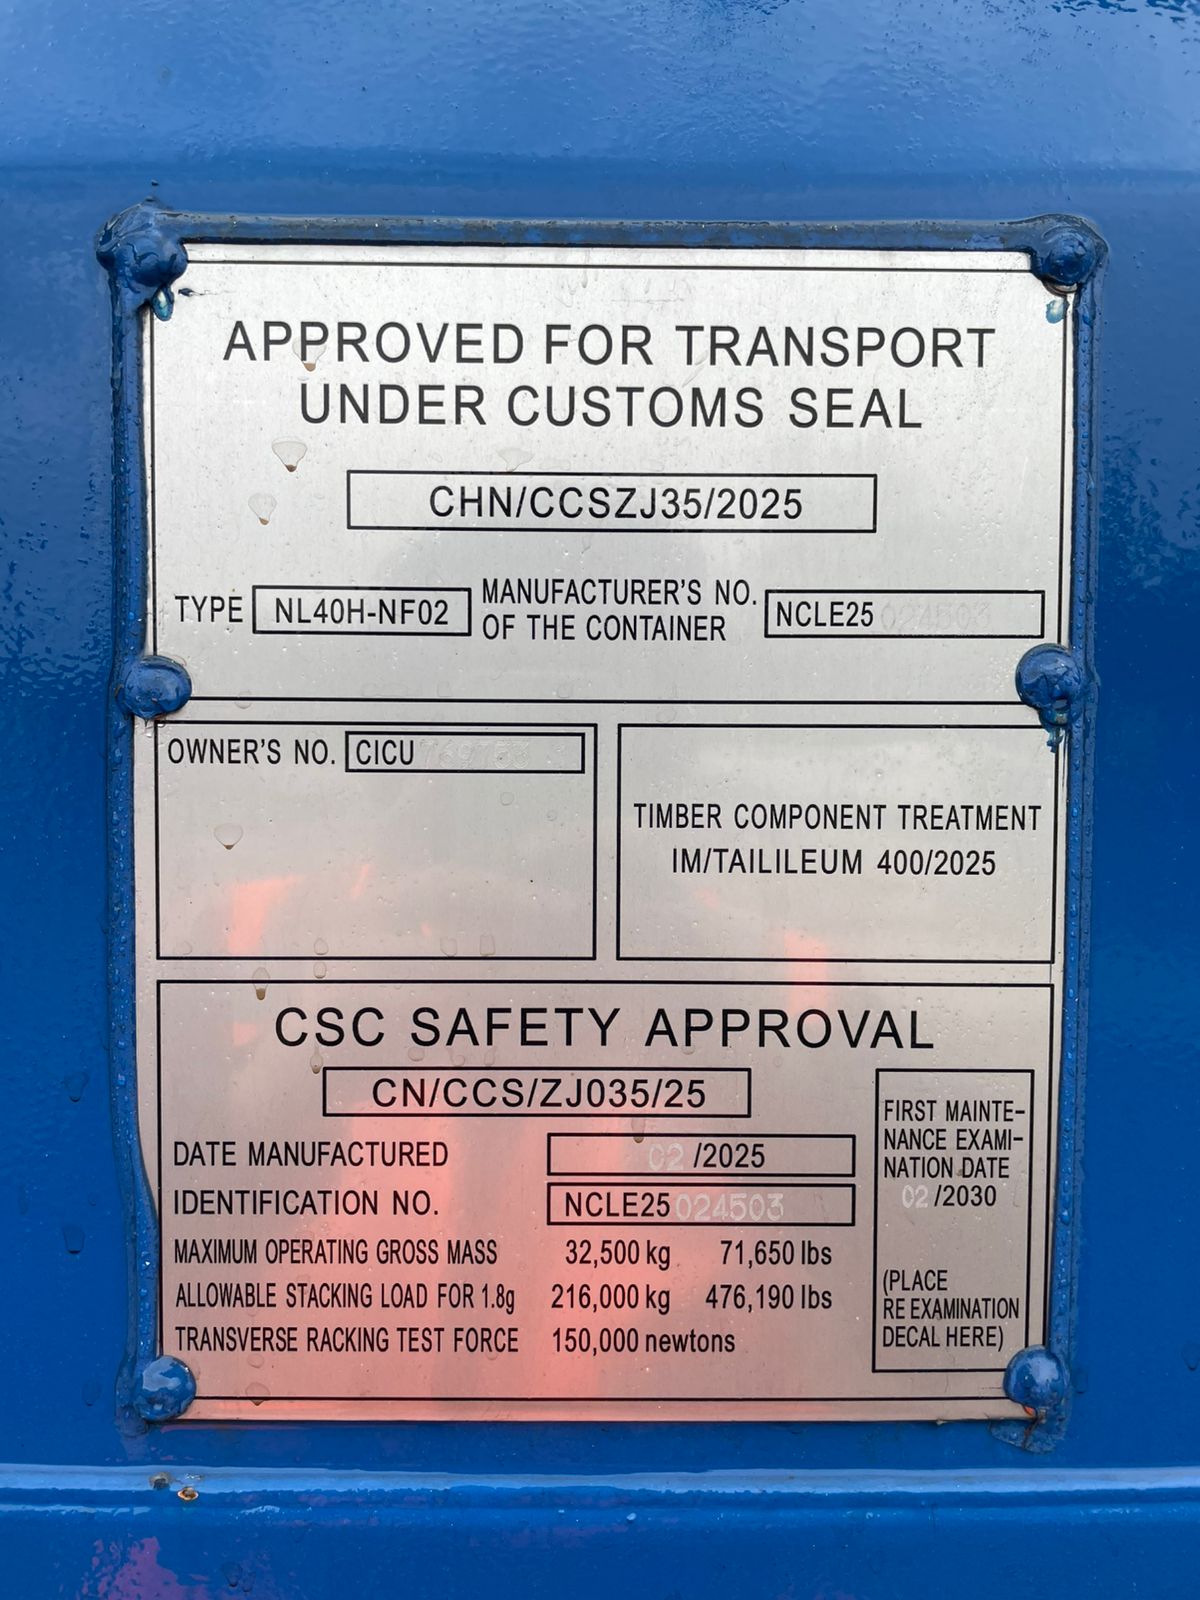 APPROVED FOR TRANSPORT
UNDER CUSTOMS SEAL
CHN/CCSZJ35/2025
TYPE NL40H-NF02 MANUFACTURER'S NO. OF THE CONTAINER NCLE25024503
OWNER'S NO. CICU
TIMBER COMPONENT TREATMENT
IM/TAILILEUM 400/2025
CSC SAFETY APPROVAL
CN/CCS/ZJ035/25
DATE MANUFACTURED 02/2025
IDENTIFICATION NO. NCLE25024503
MAXIMUM OPERATING GROSS MASS 32,500 kg 71,650 lbs
ALLOWABLE STACKING LOAD FOR 1.8g 216,000 kg 476,190 lbs
TRANSVERSE RACKING TEST FORCE 150,000 newtons
FIRST MAINTE-
NANCE EXAMI-
NATION DATE
02/2030
(PLACE
RE EXAMINATION
DECAL HERE)